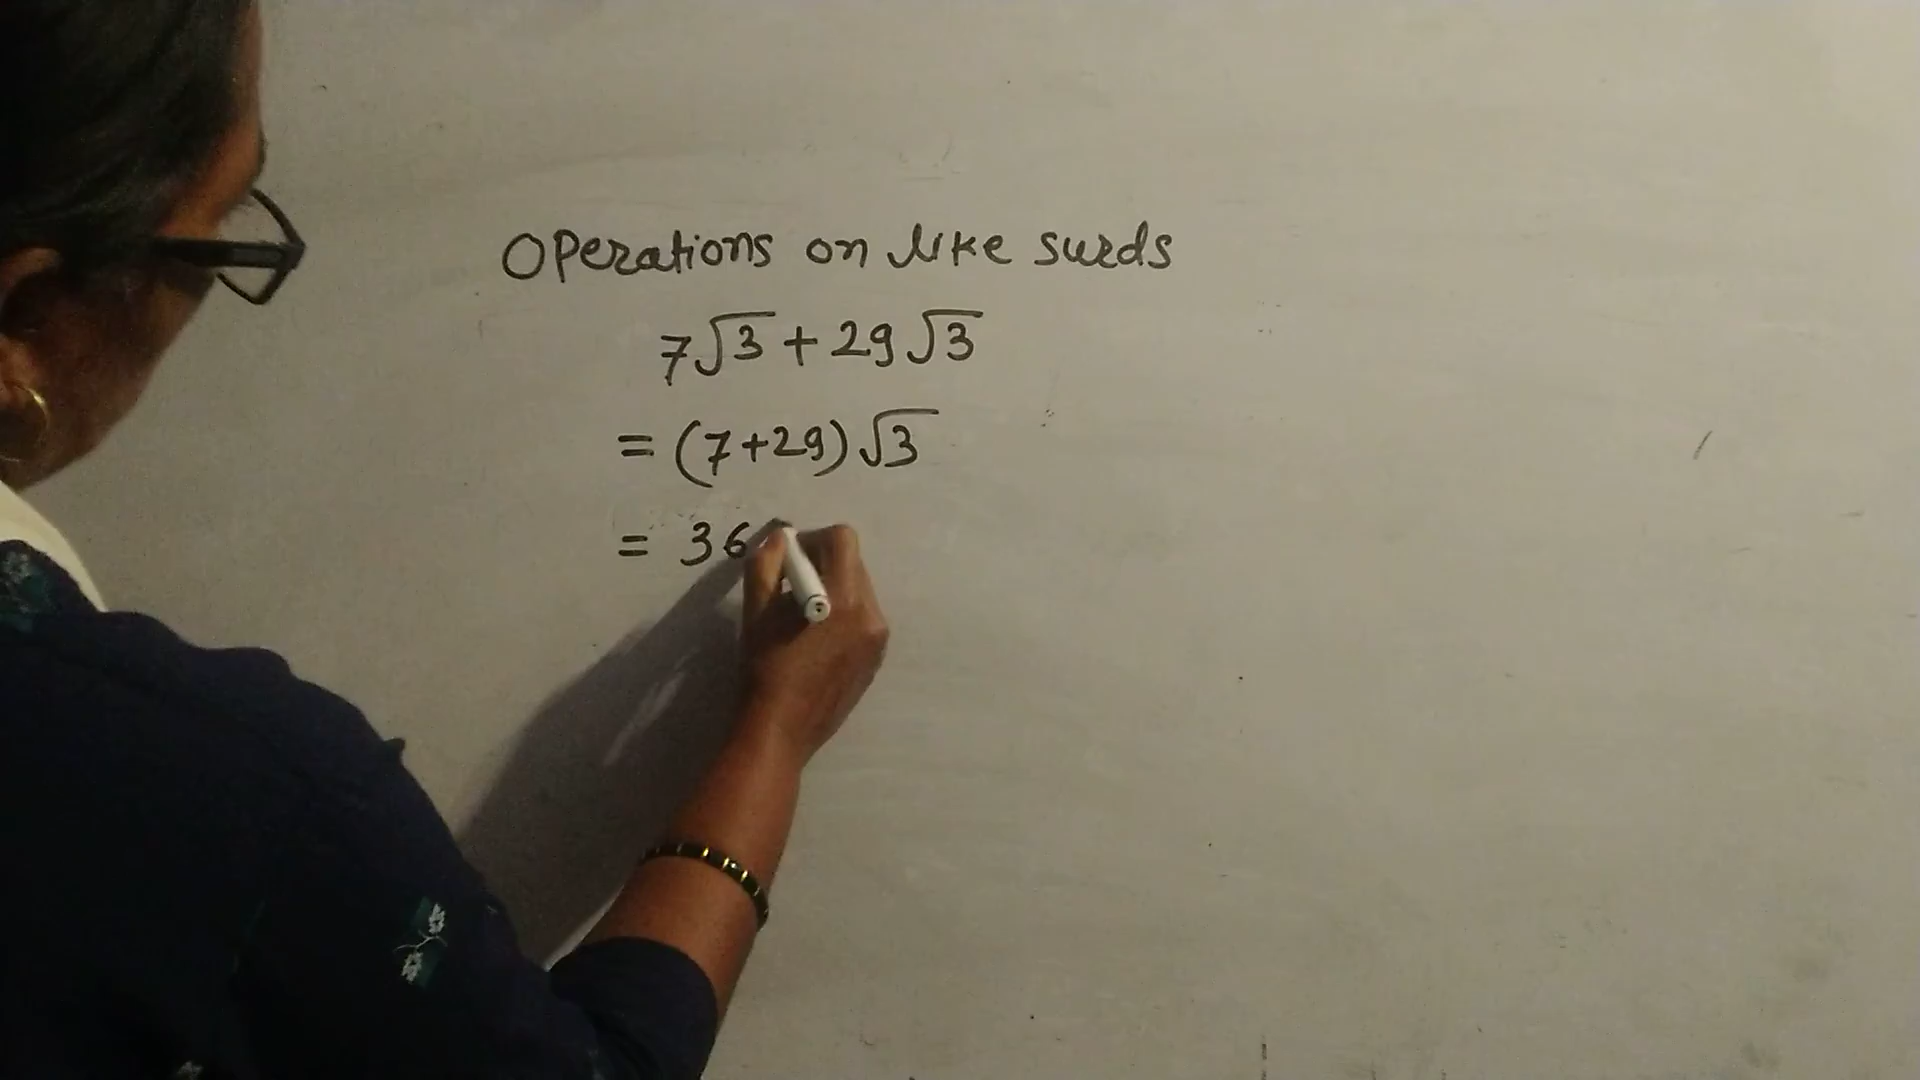 Operations on like surds
7√3 + 29√3
= (7+29)√3
= 36